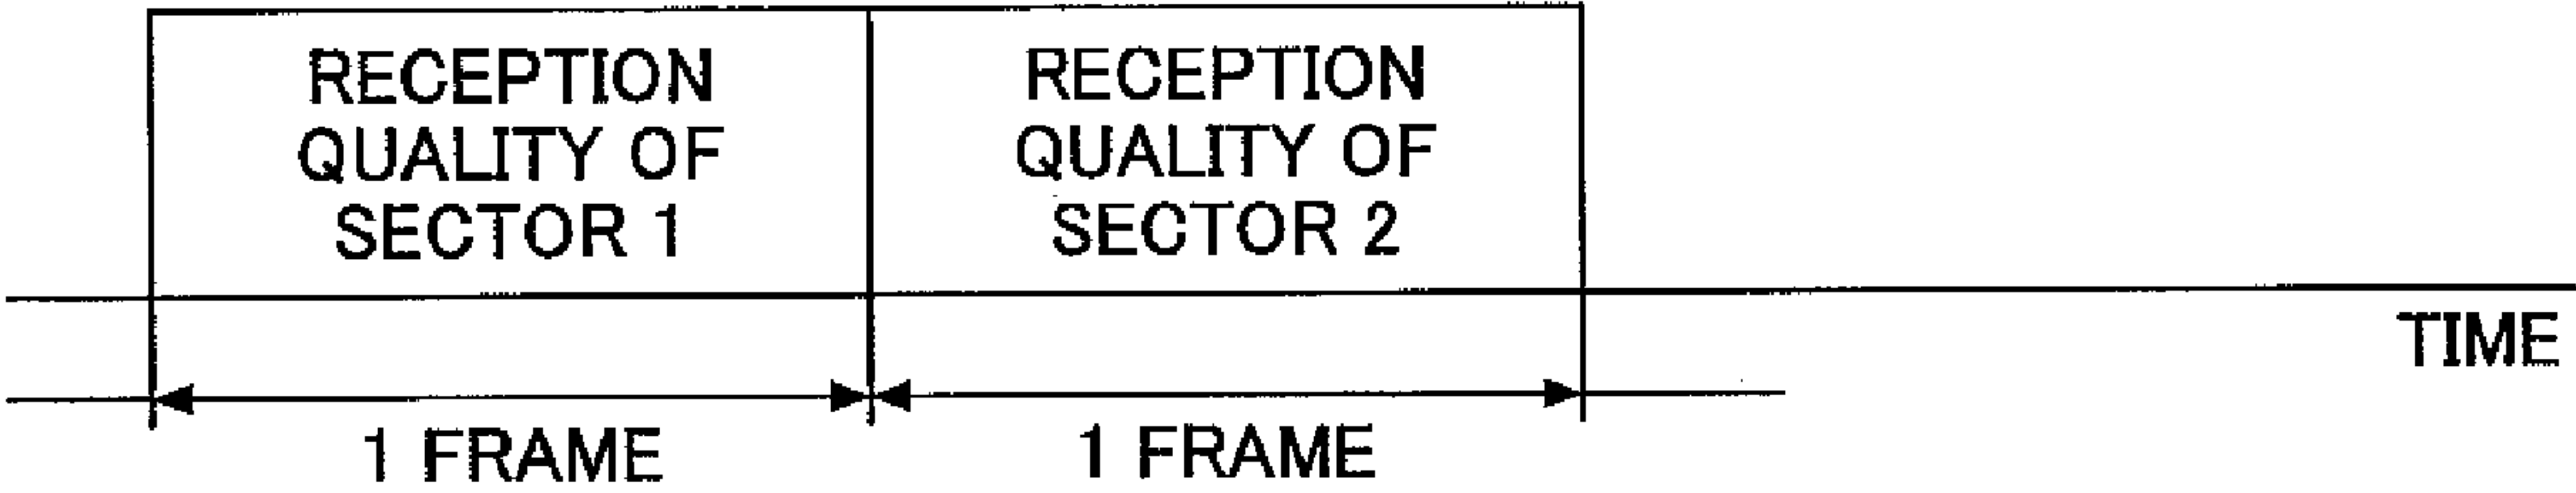 RECEPTION
QUALITY OF
SECTOR 1
RECEPTION
QUALITY OF
SECTOR 2
TIME
1 FRAME
1 FRAME